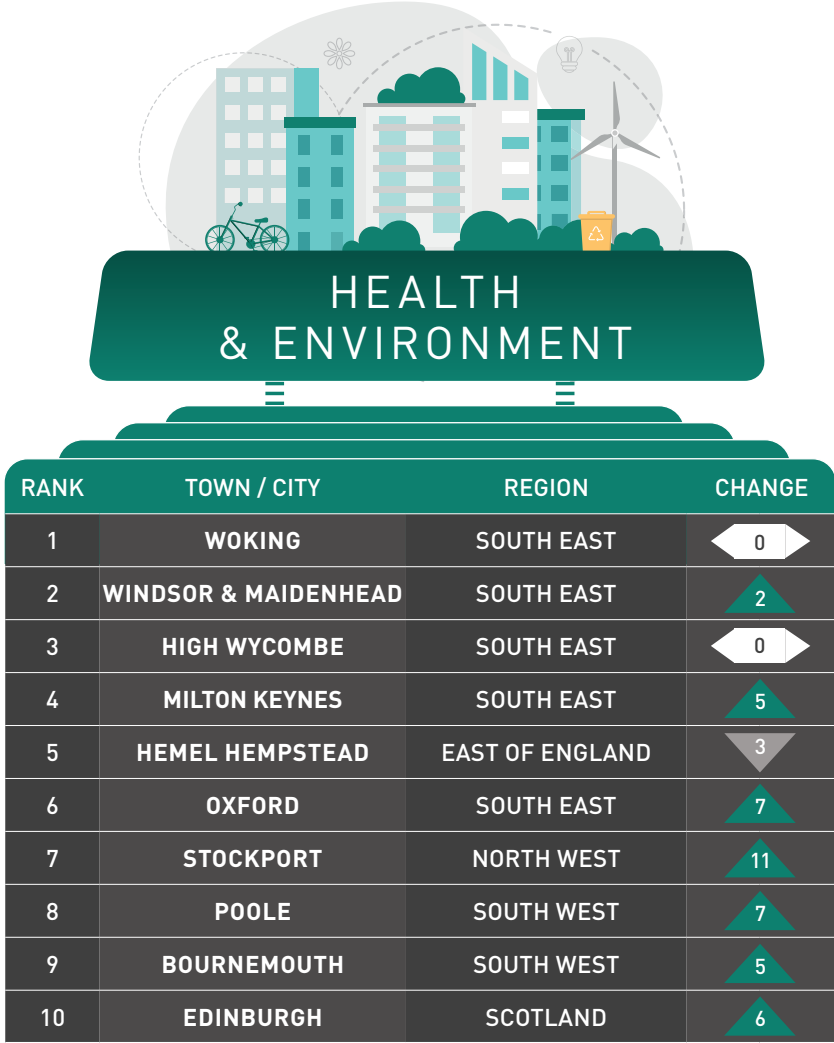 HEALTH
& ENVIRONMENT
RANK TOWN / CITY REGION CHANGE
1 WOKING SOUTH EAST 0
2 WINDSOR & MAIDENHEAD SOUTH EAST 2
3 HIGH WYCOMBE SOUTH EAST 0
4 MILTON KEYNES SOUTH EAST 5
5 HEMEL HEMPSTEAD EAST OF ENGLAND 3
6 OXFORD SOUTH EAST 7
7 STOCKPORT NORTH WEST 11
8 POOLE SOUTH WEST 7
9 BOURNEMOUTH SOUTH WEST 5
10 EDINBURGH SCOTLAND 6